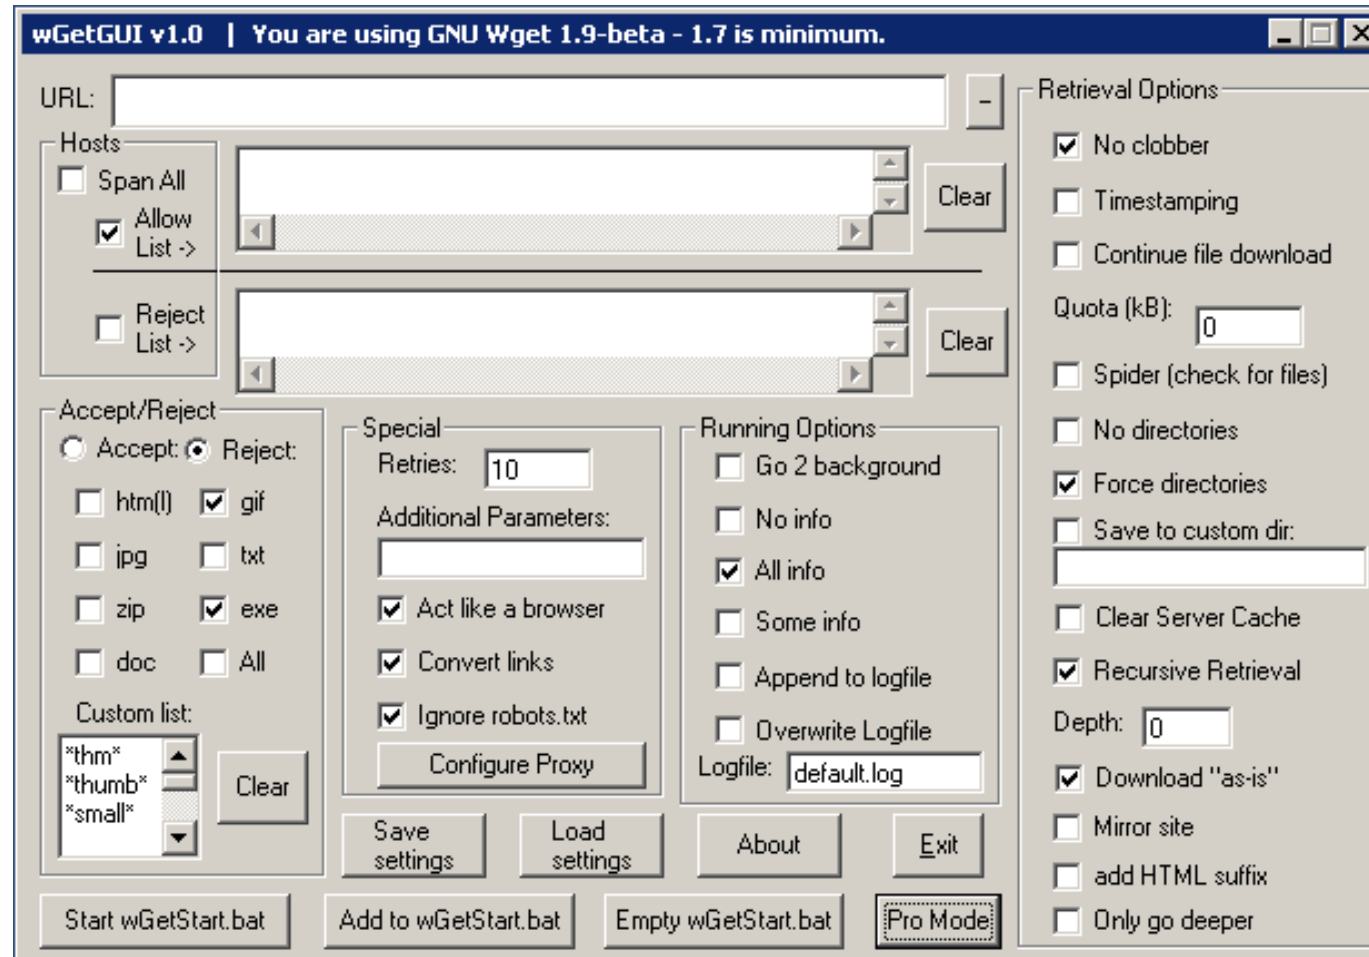 wGetGUI v1.0 | You are using GNU Wget 1.9-beta - 1.7 is minimum.
URL:
-
Hosts
Span All
Allow
List ->
Clear
Reject
List ->
Clear
Accept/Reject
Accept: Reject:
htm(l) gif
jpg txt
zip exe
doc All
Custom list:
*thm*
*thumb*
*small*
Clear
Special
Retries: 10
Additional Parameters:
Act like a browser
Convert links
Ignore robots.txt
Configure Proxy
Running Options
Go 2 background
No info
All info
Some info
Append to logfile
Overwrite Logfile
Logfile: default.log
Save
settings
Load
settings
About
Exit
Start wGetStart.bat
Add to wGetStart.bat
Empty wGetStart.bat
Pro Mode
Retrieval Options
No clobber
Timestamping
Continue file download
Quota (kB): 0
Spider (check for files)
No directories
Force directories
Save to custom dir:
Clear Server Cache
Recursive Retrieval
Depth: 0
Download "as-is"
Mirror site
add HTML suffix
Only go deeper